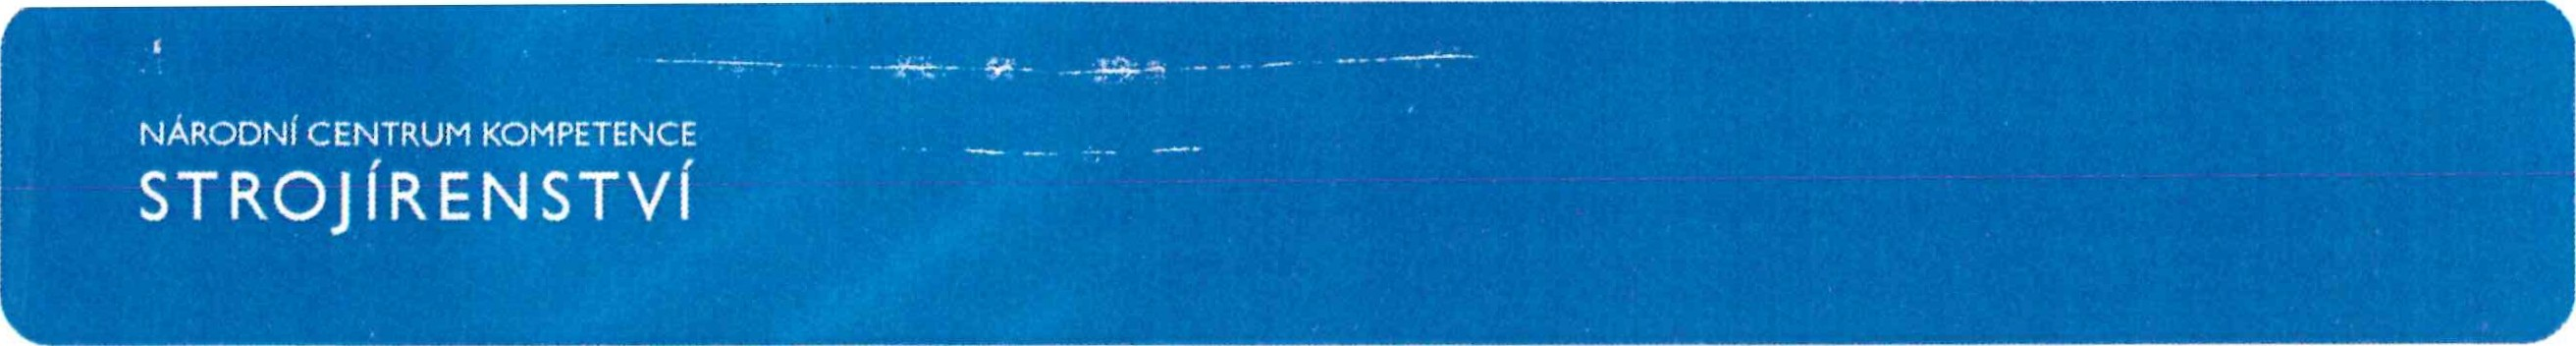 NÁRODNÍ CENTRUM KOMPETENCE
STROJÍRENSTVÍ